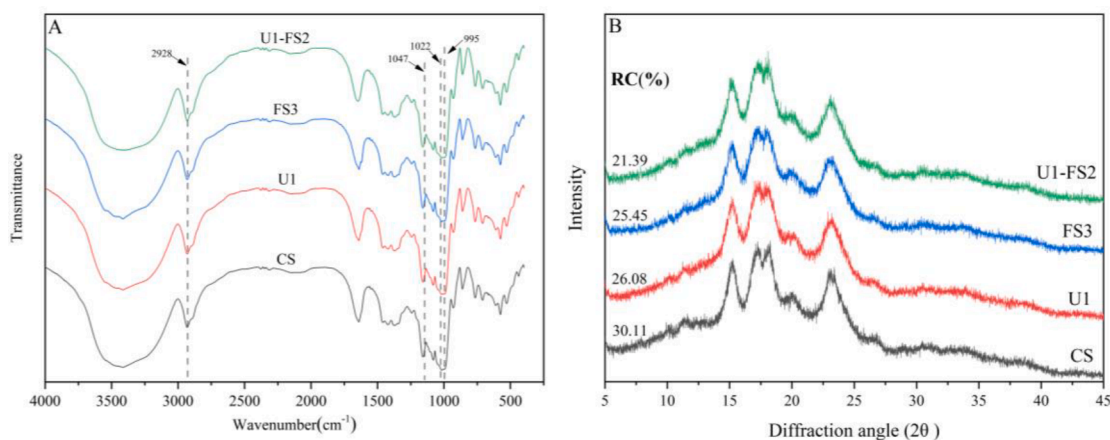 A
2928
U1-FS2
1047
1022
995
FS3
U1
CS
Transmittance
4000 3500 3000 2500 2000 1500 1000 500
Wavenumber(cm⁻¹)
B
RC(%)
21.39
U1-FS2
25.45
FS3
26.08
U1
30.11
CS
Intensity
5 10 15 20 25 30 35 40 45
Diffraction angle (2θ )